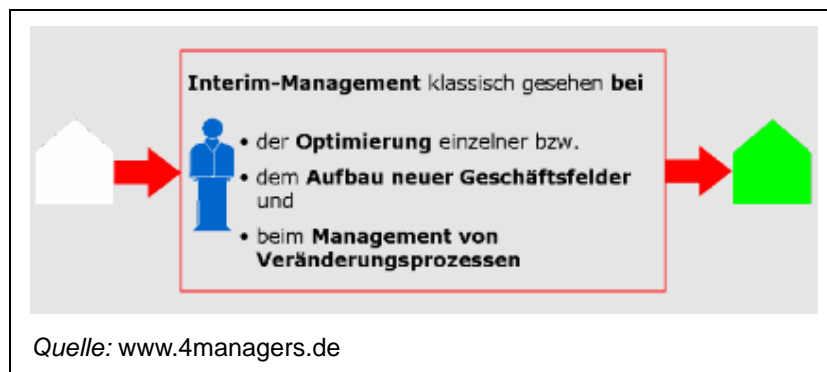 Interim-Management klassisch gesehen bei
• der Optimierung einzelner bzw.
• dem Aufbau neuer Geschäftsfelder
und
• beim Management von
Veränderungsprozessen
Quelle: www.4managers.de